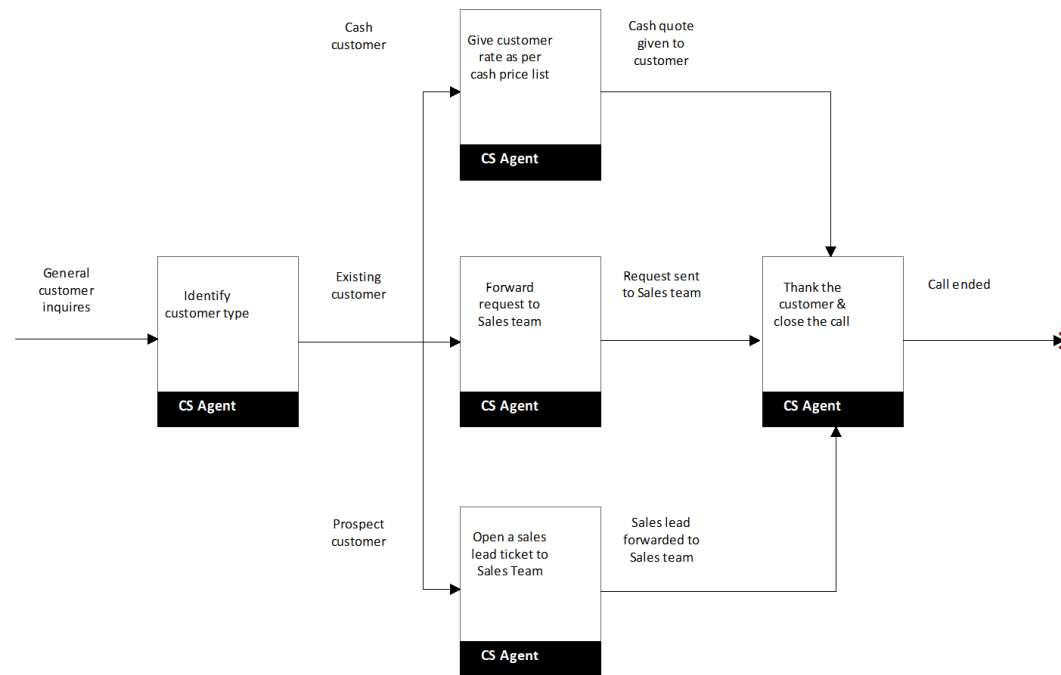 Cash
customer
Give customer
rate as per
cash price list
CS Agent
Cash quote
given to
customer
General
customer
inquires
Identify
customer type
CS Agent
Existing
customer
Forward
request to
Sales team
CS Agent
Request sent
to Sales team
Thank the
customer &
close the call
CS Agent
Call ended
Prospect
customer
Open a sales
lead ticket to
Sales Team
CS Agent
Sales lead
forwarded to
Sales team